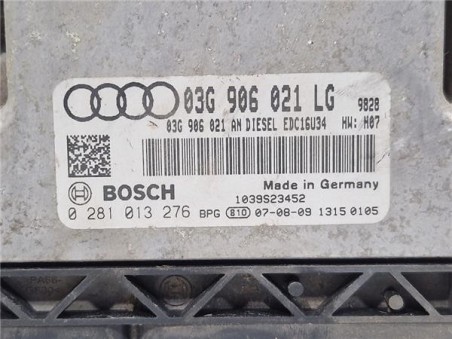 03G 906 021 LG 9828
03G 906 021 AN DIESEL EDC16U34 HW: H07
BOSCH
Made in Germany
1039S23452
0 281 013 276 BPG 810 07-08-09 1315 0105